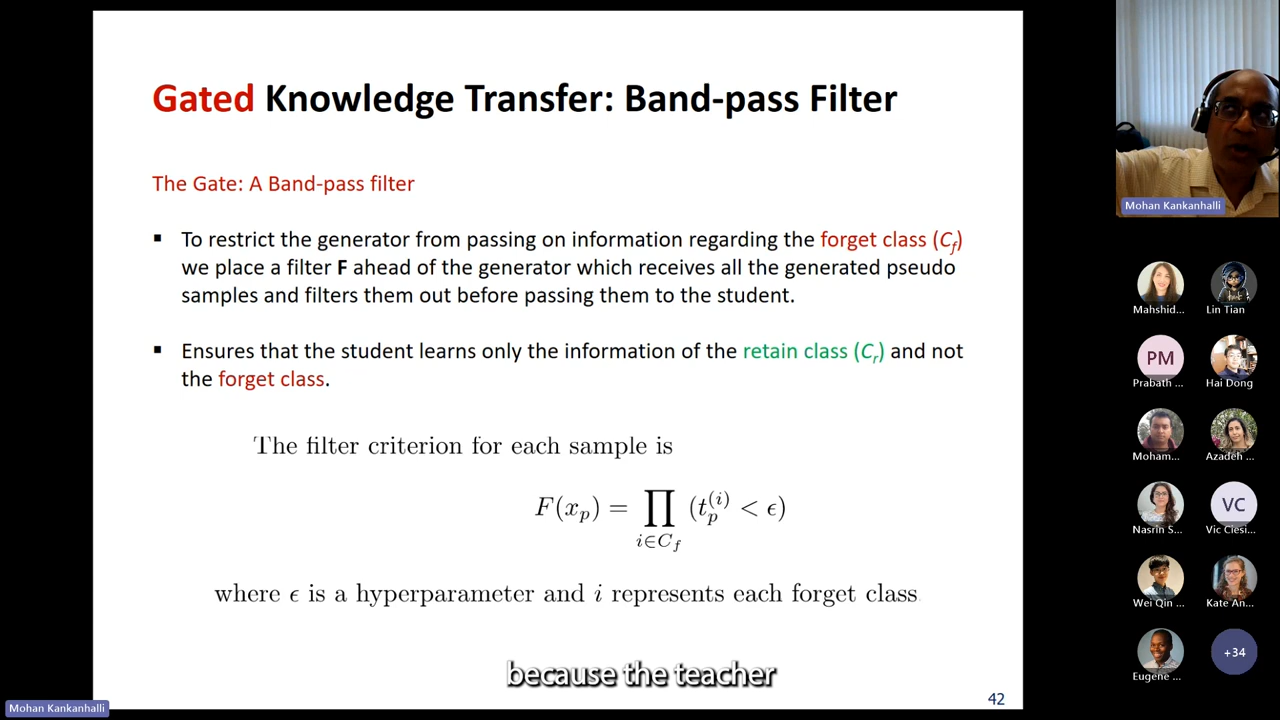 Gated Knowledge Transfer: Band-pass Filter
The Gate: A Band-pass filter
▪ To restrict the generator from passing on information regarding the forget class (C_f)
we place a filter F ahead of the generator which receives all the generated pseudo
samples and filters them out before passing them to the student.
▪ Ensures that the student learns only the information of the retain class (C_r) and not
the forget class.
The filter criterion for each sample is
F(x_p) = ∏_{i∈C_f} (t_p^{(i)} < ϵ)
where ϵ is a hyperparameter and i represents each forget class
because the teacher
42
Mohan Kankanhalli
Mohan Kankanhalli
Mahshid...
Lin Tian
PM
Prabath ...
Hai Dong
Moham...
Azadeh ...
Nasrin S...
VC
Vic Ciesi...
Wei Qin ...
Kate An...
Eugene ...
+34